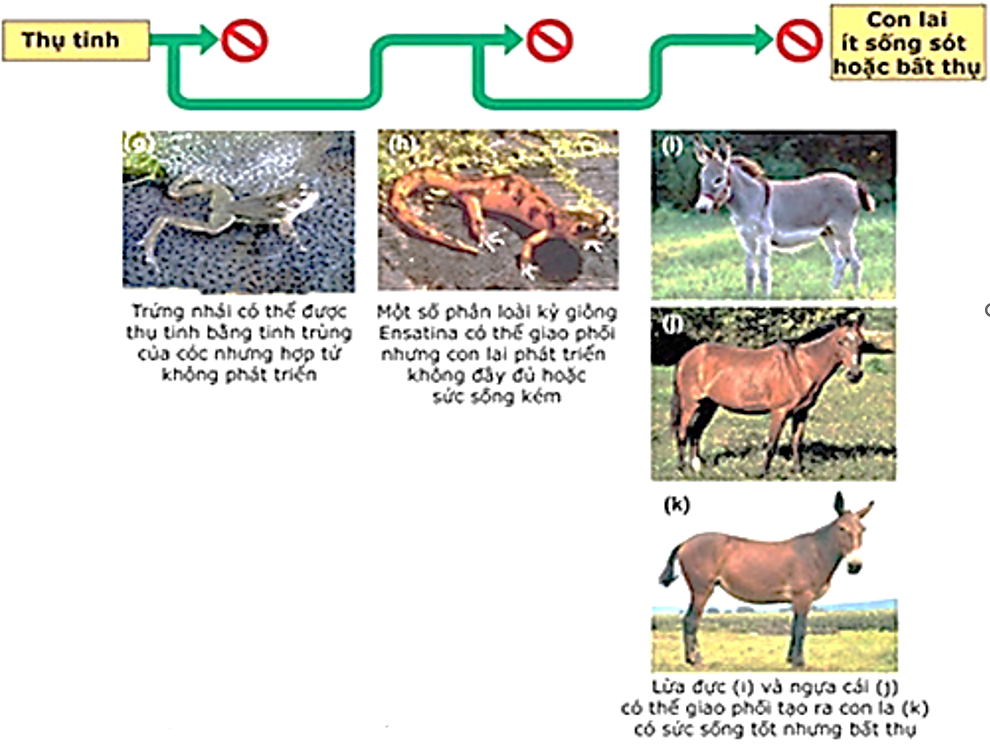 Thụ tinh
Con lai
ít sống sót
hoặc bất thụ
(g)
(h)
(i)
Trứng nhái có thể được
thụ tinh bằng tinh trùng
của cóc nhưng hợp tử
không phát triển
Một số phân loài kỳ giông
Ensatina có thể giao phối
nhưng con lai phát triển
không đầy đủ hoặc
sức sống kém
(j)
(k)
Lừa đực (i) và ngựa cái (j)
có thể giao phối tạo ra con la (k)
có sức sống tốt nhưng bất thụ